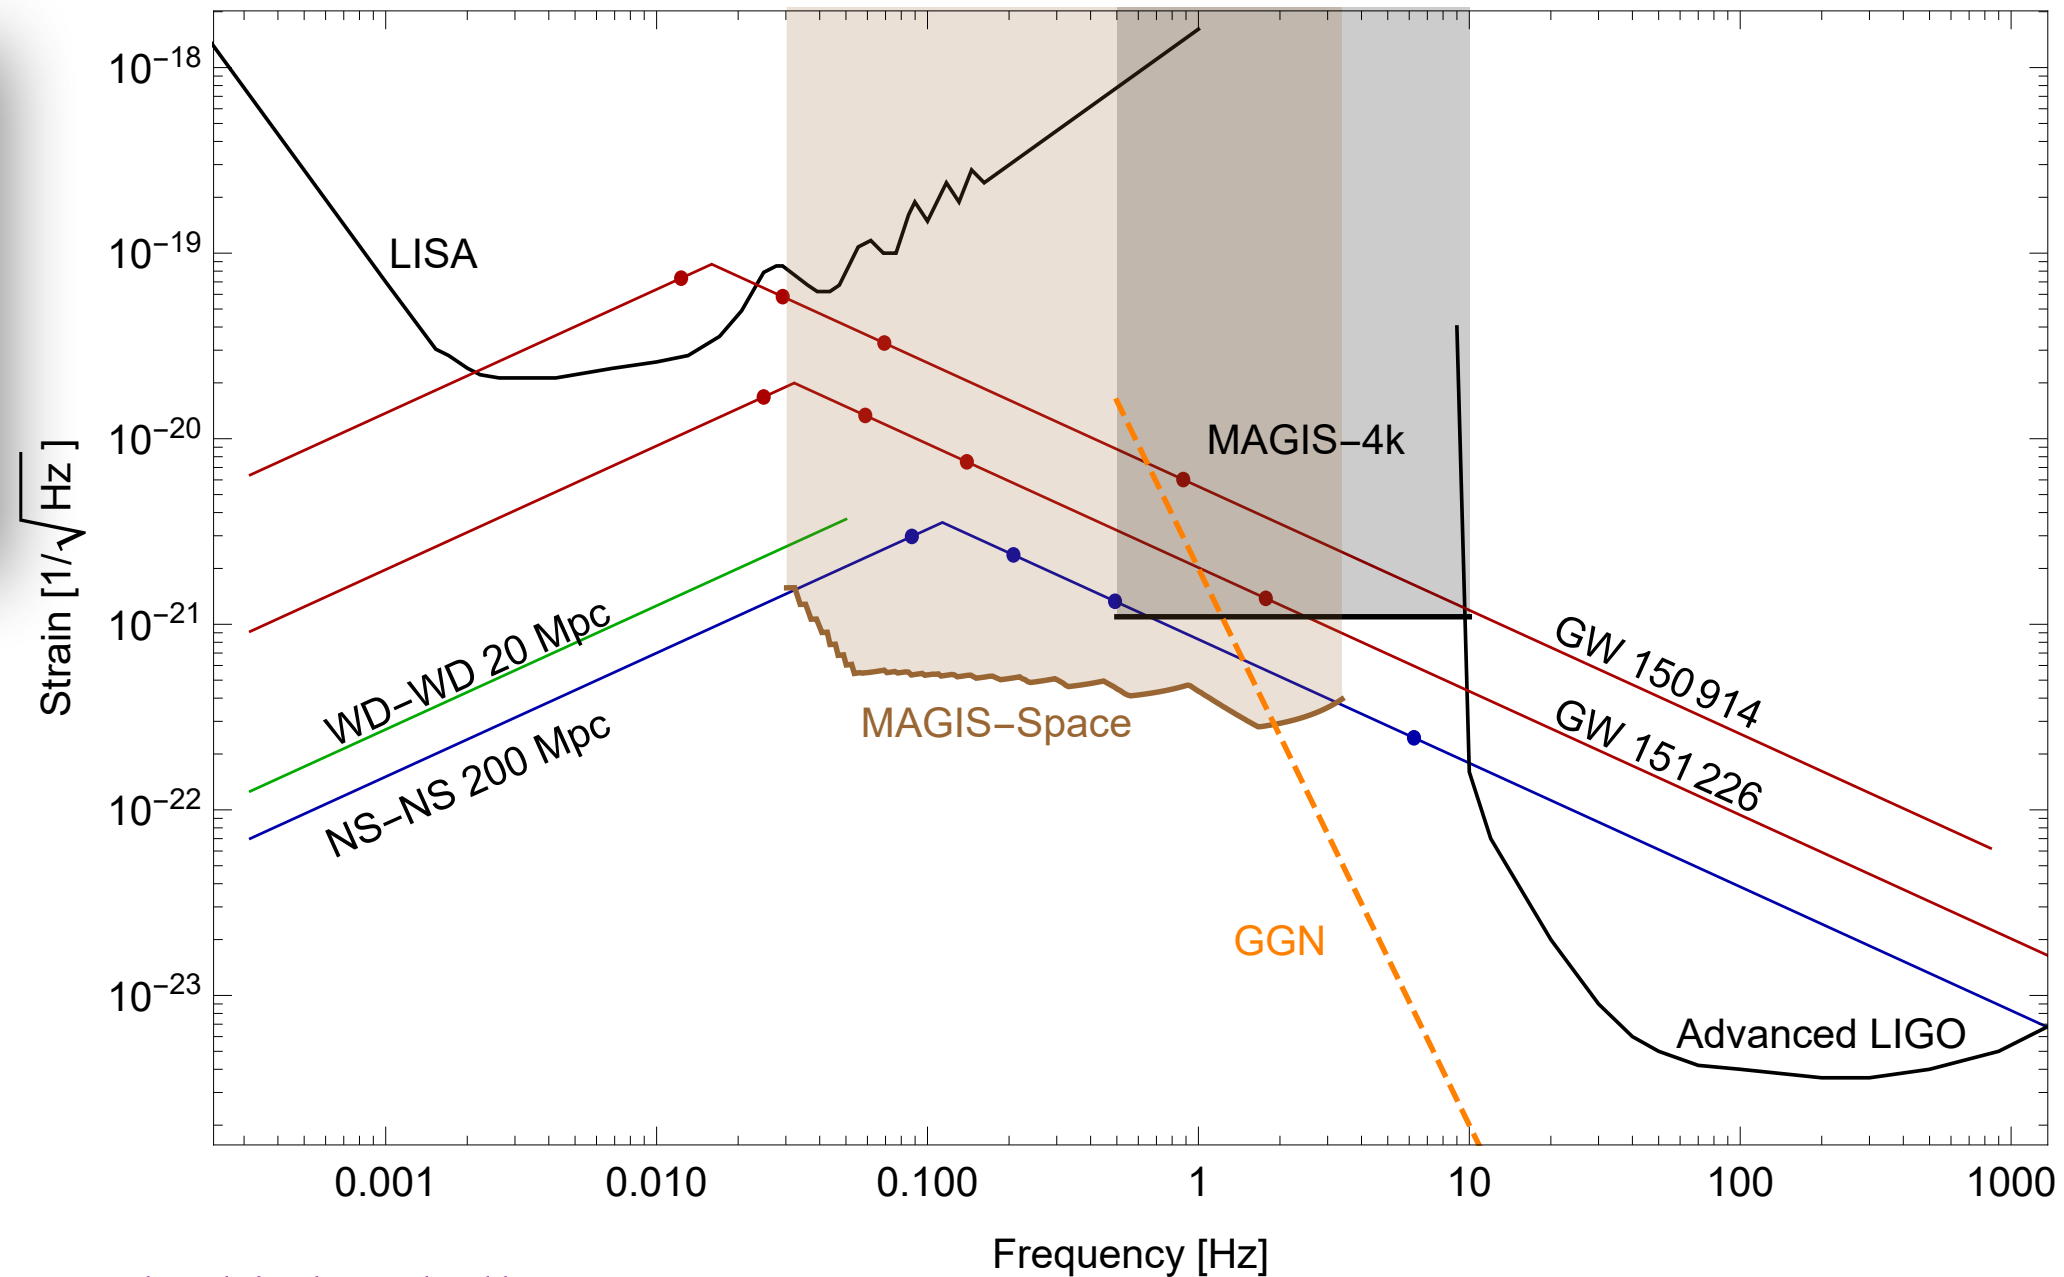 10−18
10−19
10−20
10−21
10−22
10−23
Strain [1/√Hz ]
LISA
MAGIS−4k
WD−WD 20 Mpc
NS−NS 200 Mpc
MAGIS−Space
GW 150914
GW 151226
GGN
Advanced LIGO
0.001 0.010 0.100 1 10 100 1000
Frequency [Hz]